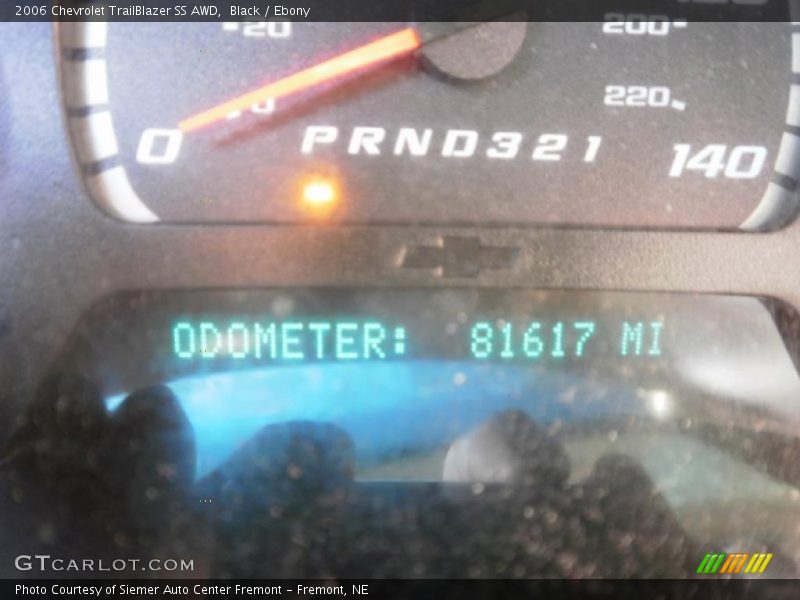 2006 Chevrolet TrailBlazer SS AWD, Black / Ebony
20
200
220
0
PRND321
140
ODOMETER: 81617 MI
GTCARLOT.COM
Photo Courtesy of Siemer Auto Center Fremont - Fremont, NE